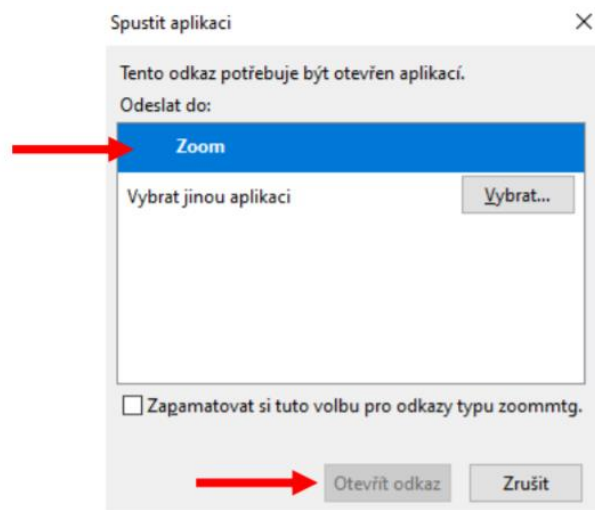 Spustit aplikaci
Tento odkaz potřebuje být otevřen aplikací.
Odeslat do:
Zoom
Vybrat jinou aplikaci Vybrat...
Zapamatovat si tuto volbu pro odkazy typu zoommtg.
Otevřít odkaz Zrušit